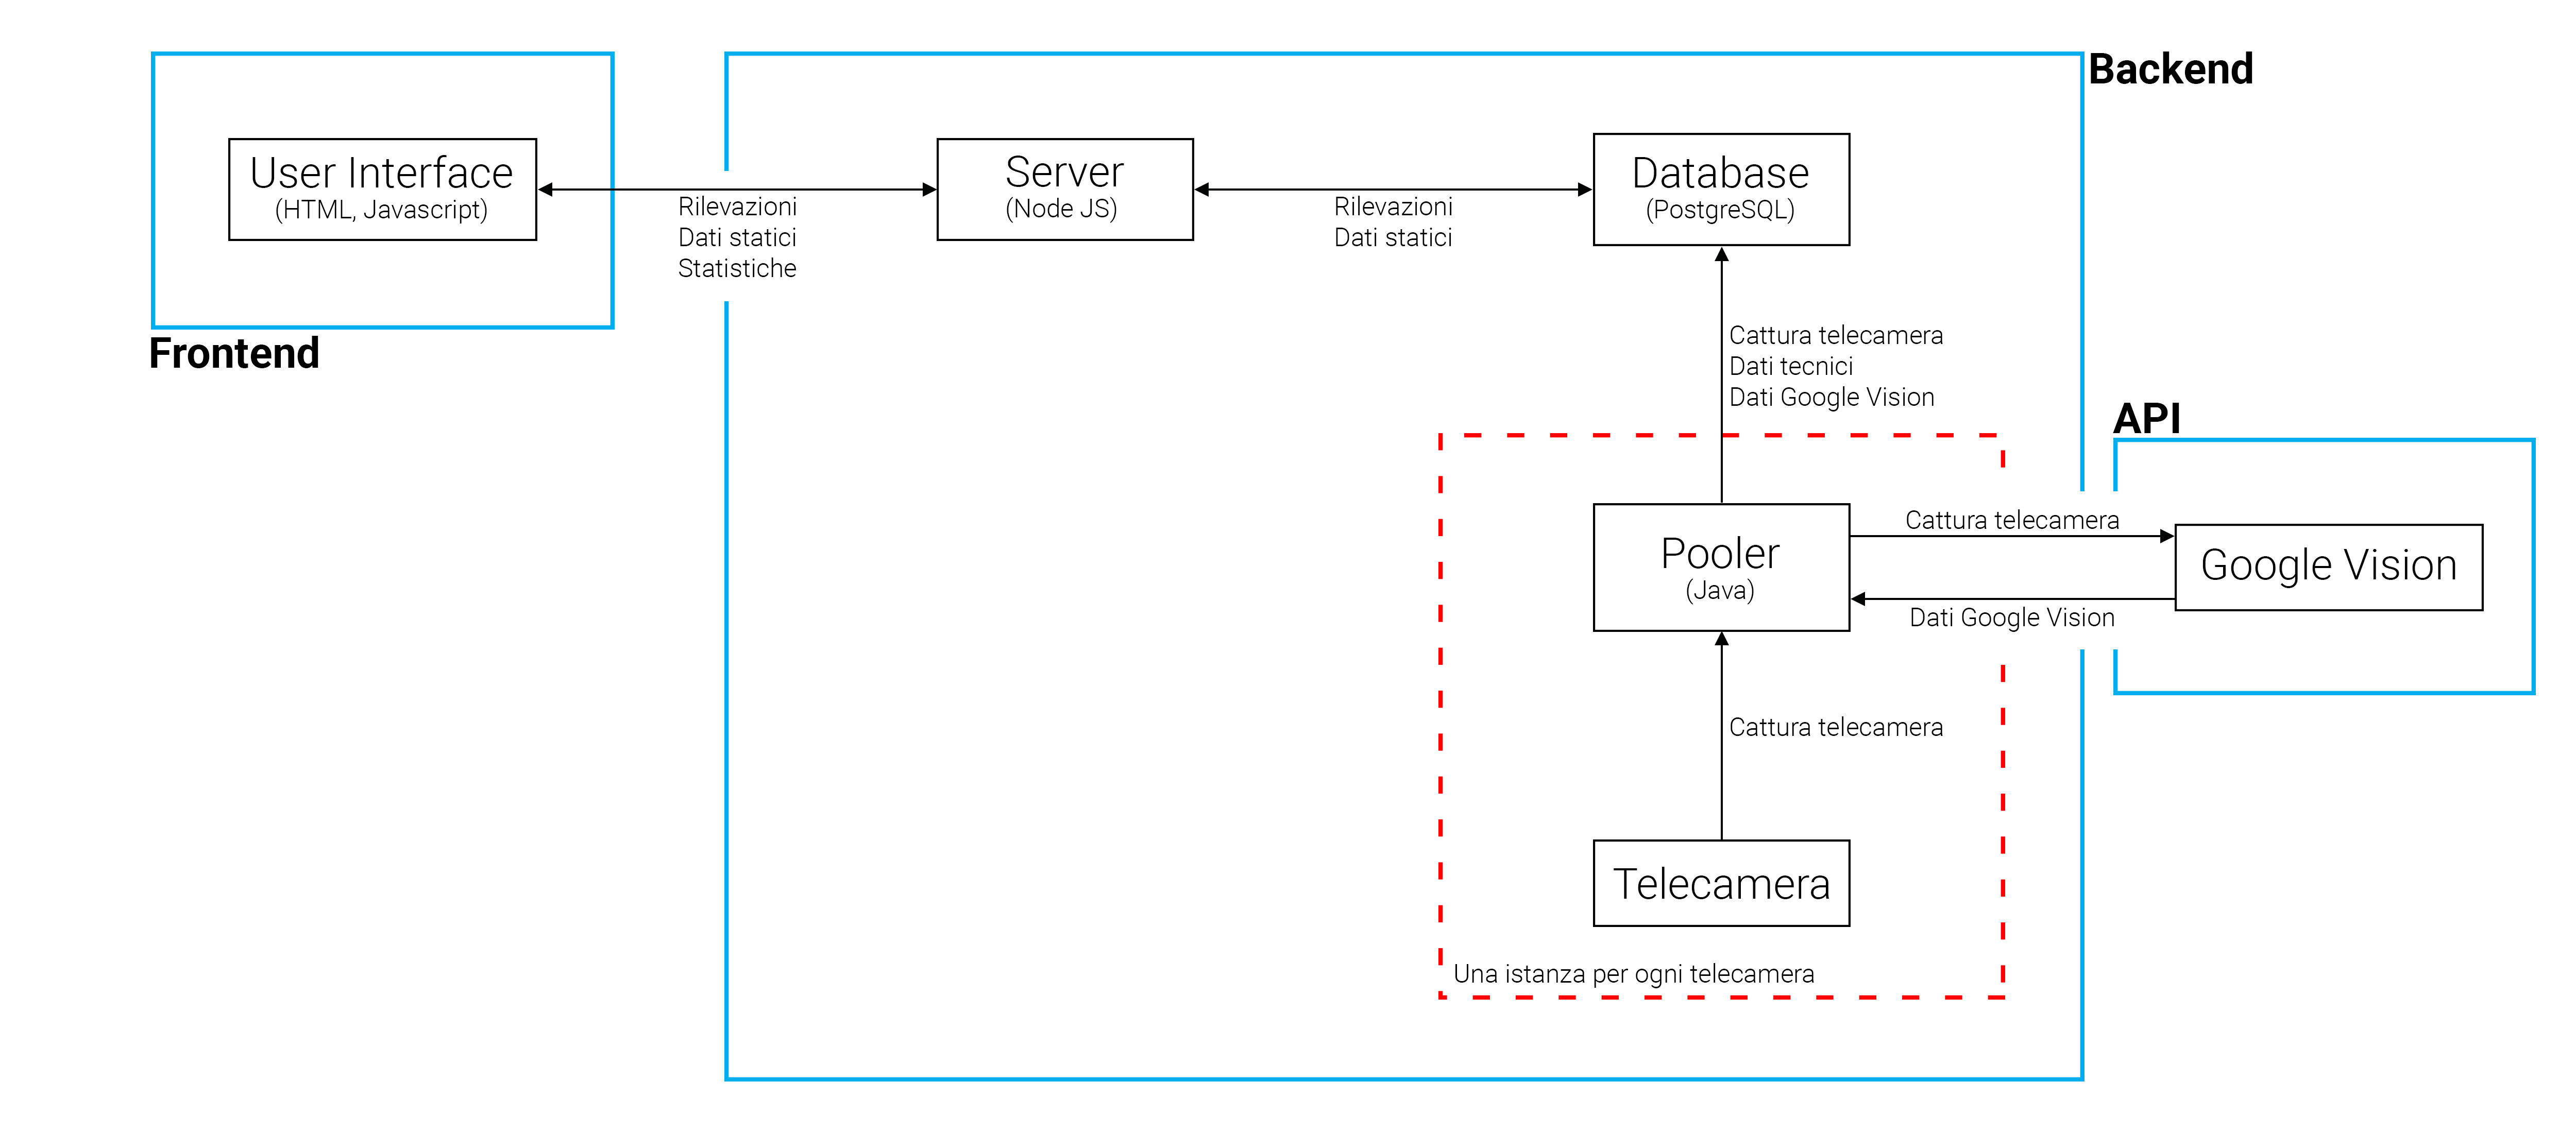 Backend
User Interface
(HTML, Javascript)
Rilevazioni
Dati statici
Statistiche
Server
(Node JS)
Rilevazioni
Dati statici
Database
(PostgreSQL)
Frontend
Cattura telecamera
Dati tecnici
Dati Google Vision
API
Pooler
(Java)
Cattura telecamera
Google Vision
Dati Google Vision
Cattura telecamera
Telecamera
Una istanza per ogni telecamera